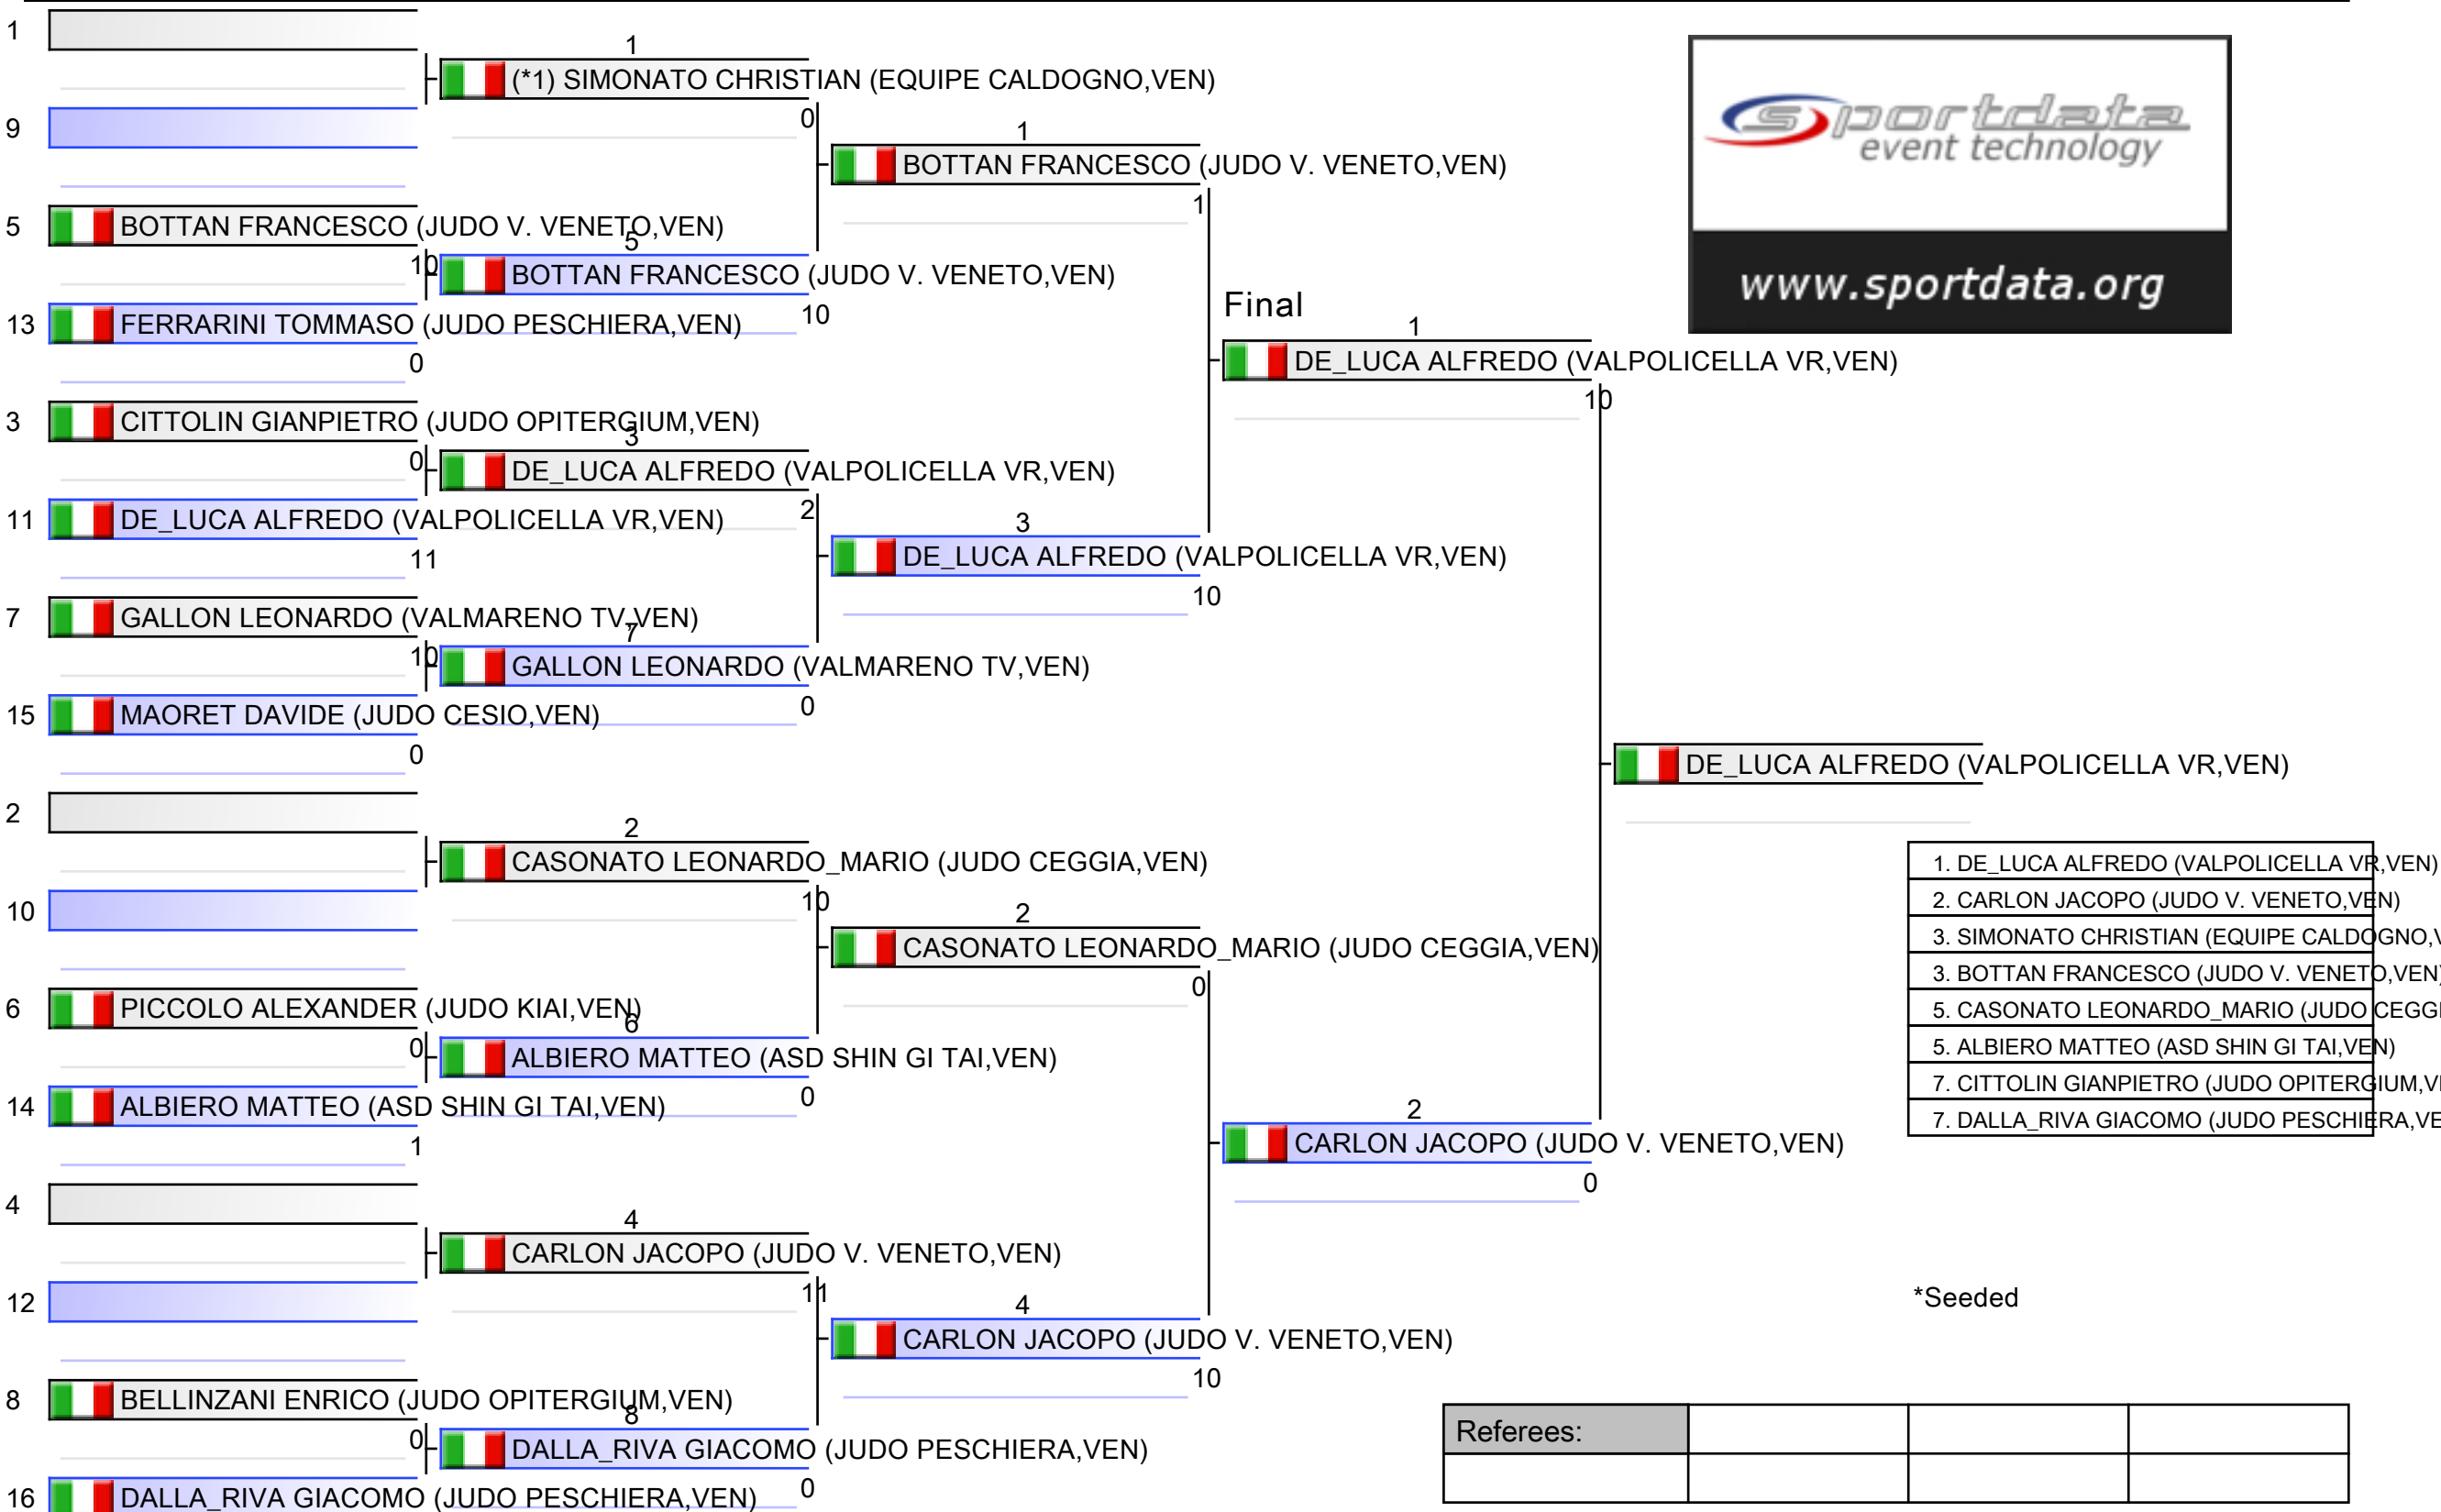 1
1
(*1) SIMONATO CHRISTIAN (EQUIPE CALDOGNO,VEN)
0
9
1
BOTTAN FRANCESCO (JUDO V. VENETO,VEN)
1
5
BOTTAN FRANCESCO (JUDO V. VENETO,VEN)
10
5
BOTTAN FRANCESCO (JUDO V. VENETO,VEN)
10
13
FERRARINI TOMMASO (JUDO PESCHIERA,VEN)
0
Final
1
DE_LUCA ALFREDO (VALPOLICELLA VR,VEN)
10
3
CITTOLIN GIANPIETRO (JUDO OPITERGIUM,VEN)
0
3
DE_LUCA ALFREDO (VALPOLICELLA VR,VEN)
2
11
DE_LUCA ALFREDO (VALPOLICELLA VR,VEN)
11
3
DE_LUCA ALFREDO (VALPOLICELLA VR,VEN)
10
7
GALLON LEONARDO (VALMARENO TV,VEN)
10
7
GALLON LEONARDO (VALMARENO TV,VEN)
0
15
MAORET DAVIDE (JUDO CESIO,VEN)
0
DE_LUCA ALFREDO (VALPOLICELLA VR,VEN)
2
2
CASONATO LEONARDO_MARIO (JUDO CEGGIA,VEN)
10
10
2
CASONATO LEONARDO_MARIO (JUDO CEGGIA,VEN)
0
6
PICCOLO ALEXANDER (JUDO KIAI,VEN)
0
6
ALBIERO MATTEO (ASD SHIN GI TAI,VEN)
0
14
ALBIERO MATTEO (ASD SHIN GI TAI,VEN)
1
2
CARLON JACOPO (JUDO V. VENETO,VEN)
0
4
4
CARLON JACOPO (JUDO V. VENETO,VEN)
11
12
4
CARLON JACOPO (JUDO V. VENETO,VEN)
10
8
BELLINZANI ENRICO (JUDO OPITERGIUM,VEN)
0
8
DALLA_RIVA GIACOMO (JUDO PESCHIERA,VEN)
0
16
DALLA_RIVA GIACOMO (JUDO PESCHIERA,VEN)
sportdata
event technology
www.sportdata.org
1. DE_LUCA ALFREDO (VALPOLICELLA VR,VEN)
2. CARLON JACOPO (JUDO V. VENETO,VEN)
3. SIMONATO CHRISTIAN (EQUIPE CALDOGNO,V
3. BOTTAN FRANCESCO (JUDO V. VENETO,VEN)
5. CASONATO LEONARDO_MARIO (JUDO CEGGI
5. ALBIERO MATTEO (ASD SHIN GI TAI,VEN)
7. CITTOLIN GIANPIETRO (JUDO OPITERGIUM,VE
7. DALLA_RIVA GIACOMO (JUDO PESCHIERA,VE
*Seeded
Referees: